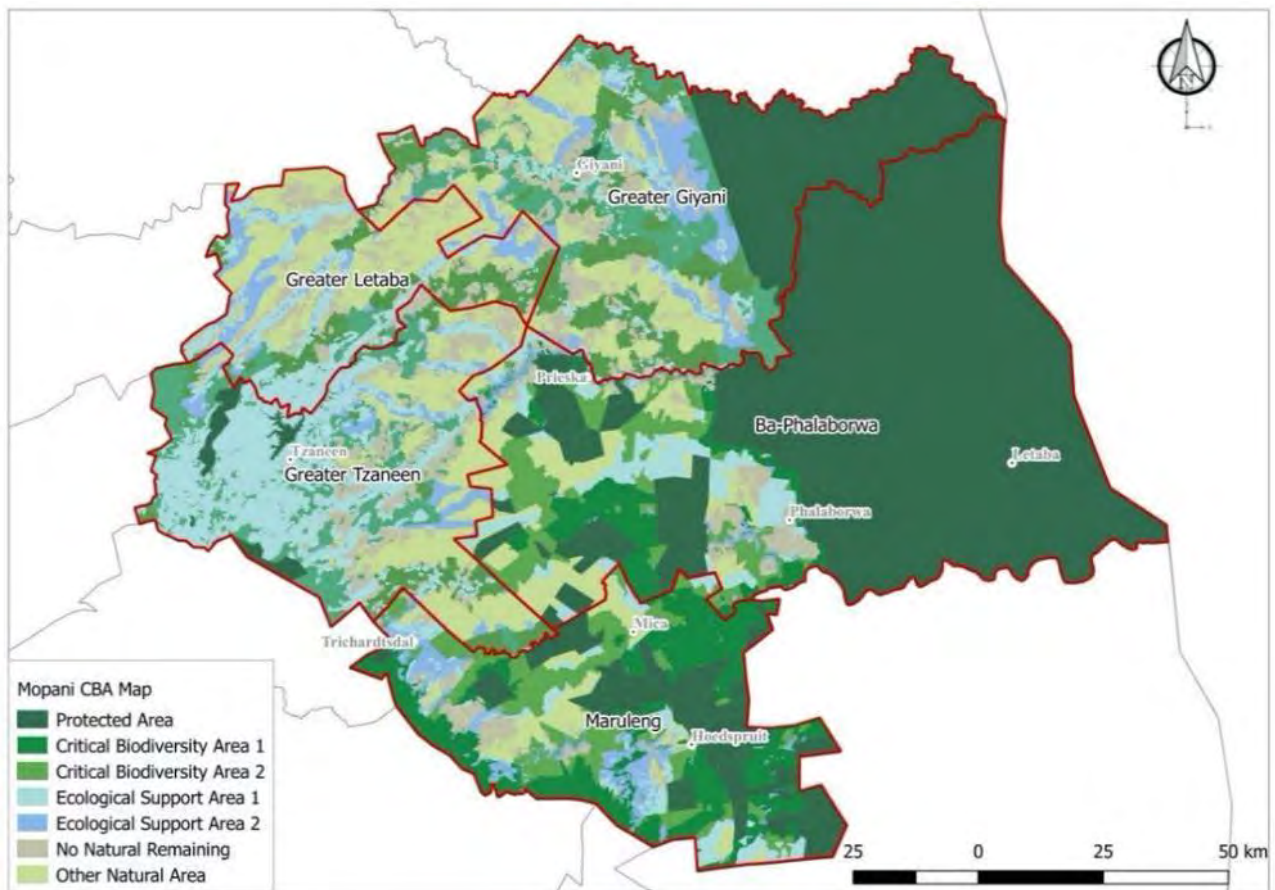 N
Giyani
Greater Giyani
Greater Letaba
Prieska
Ba-Phalaborwa
Tzaneen
Greater Tzaneen
Letaba
Phalaborwa
Mica
Trichardtsdal
Maruleng
Hoedspruit
Mopani CBA Map
Protected Area
Critical Biodiversity Area 1
Critical Biodiversity Area 2
Ecological Support Area 1
Ecological Support Area 2
No Natural Remaining
Other Natural Area
25 0 25 50 km